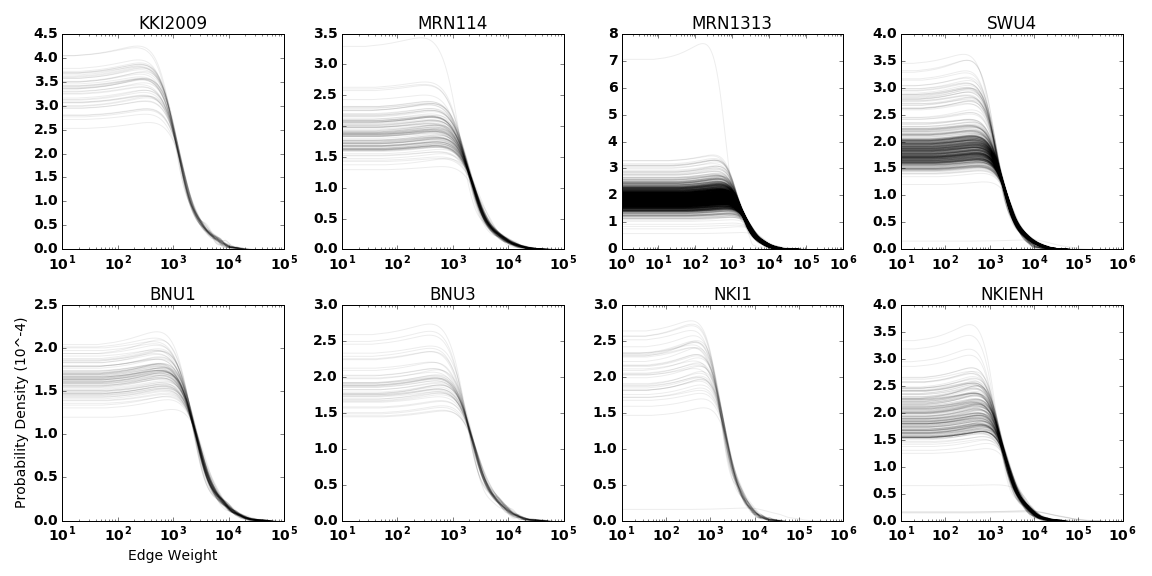 KKI2009 MRN114 MRN1313 SWU4
4.5 3.5 8 4.0
4.0 3.0 7 3.5
3.5 2.5 6 3.0
3.0 2.0 5 2.5
2.5 1.5 4 2.0
2.0 1.0 3 1.5
1.5 0.5 2 1.0
1.0 0.0 1 0.5
0.5 0 0.0
0.0
10^1 10^2 10^3 10^4 10^5 10^1 10^2 10^3 10^4 10^5 10^0 10^1 10^2 10^3 10^4 10^5 10^6 10^1 10^2 10^3 10^4 10^5 10^6
BNU1 BNU3 NKI1 NKIENH
Probability Density (10^-4)
2.5 3.0 3.0 4.0
2.0 2.5 2.5 3.5
1.5 2.0 2.0 3.0
1.0 1.5 1.5 2.5
0.5 1.0 1.0 2.0
0.0 0.5 0.5 1.5
0.0 0.0 1.0
0.5
0.0
10^1 10^2 10^3 10^4 10^5 10^1 10^2 10^3 10^4 10^5 10^1 10^2 10^3 10^4 10^5 10^6 10^1 10^2 10^3 10^4 10^5 10^6
Edge Weight